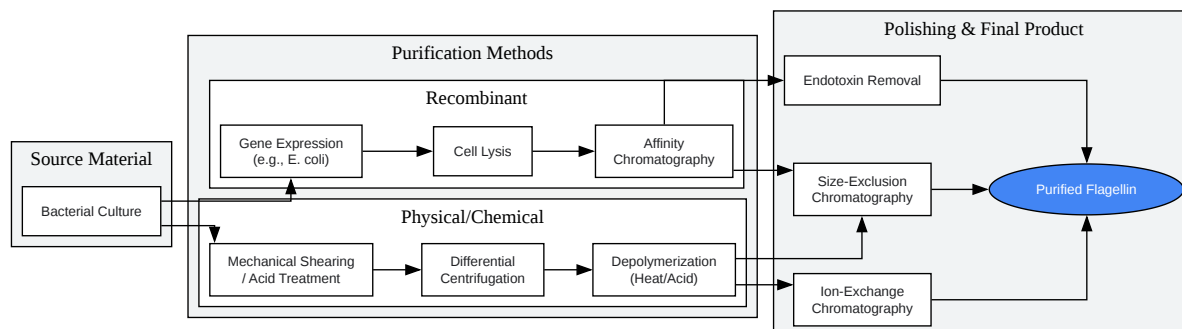 Polishing & Final Product
Purification Methods
Endotoxin Removal
Recombinant
Gene Expression
(e.g., E. coli)
Cell Lysis
Affinity
Chromatography
Source Material
Bacterial Culture
Size-Exclusion
Chromatography
Purified Flagellin
Physical/Chemical
Mechanical Shearing
/ Acid Treatment
Differential
Centrifugation
Depolymerization
(Heat/Acid)
Ion-Exchange
Chromatography